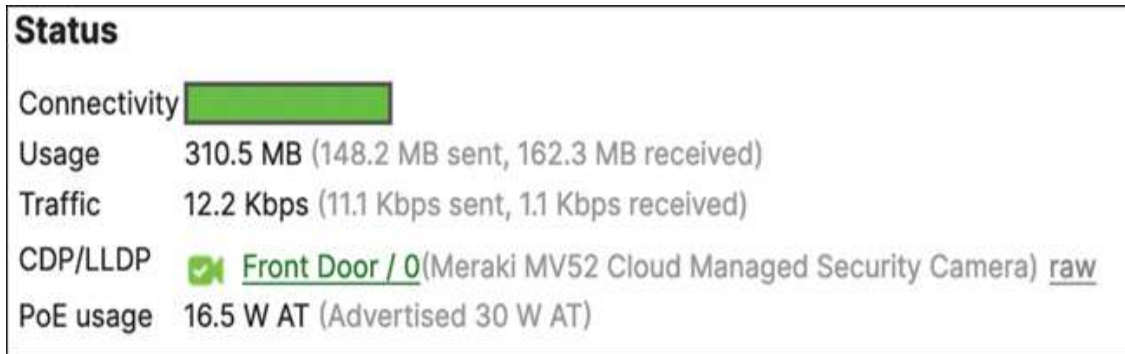 Status
Connectivity
Usage 310.5 MB (148.2 MB sent, 162.3 MB received)
Traffic 12.2 Kbps (11.1 Kbps sent, 1.1 Kbps received)
CDP/LLDP Front Door / 0(Meraki MV52 Cloud Managed Security Camera) raw
PoE usage 16.5 W AT (Advertised 30 W AT)